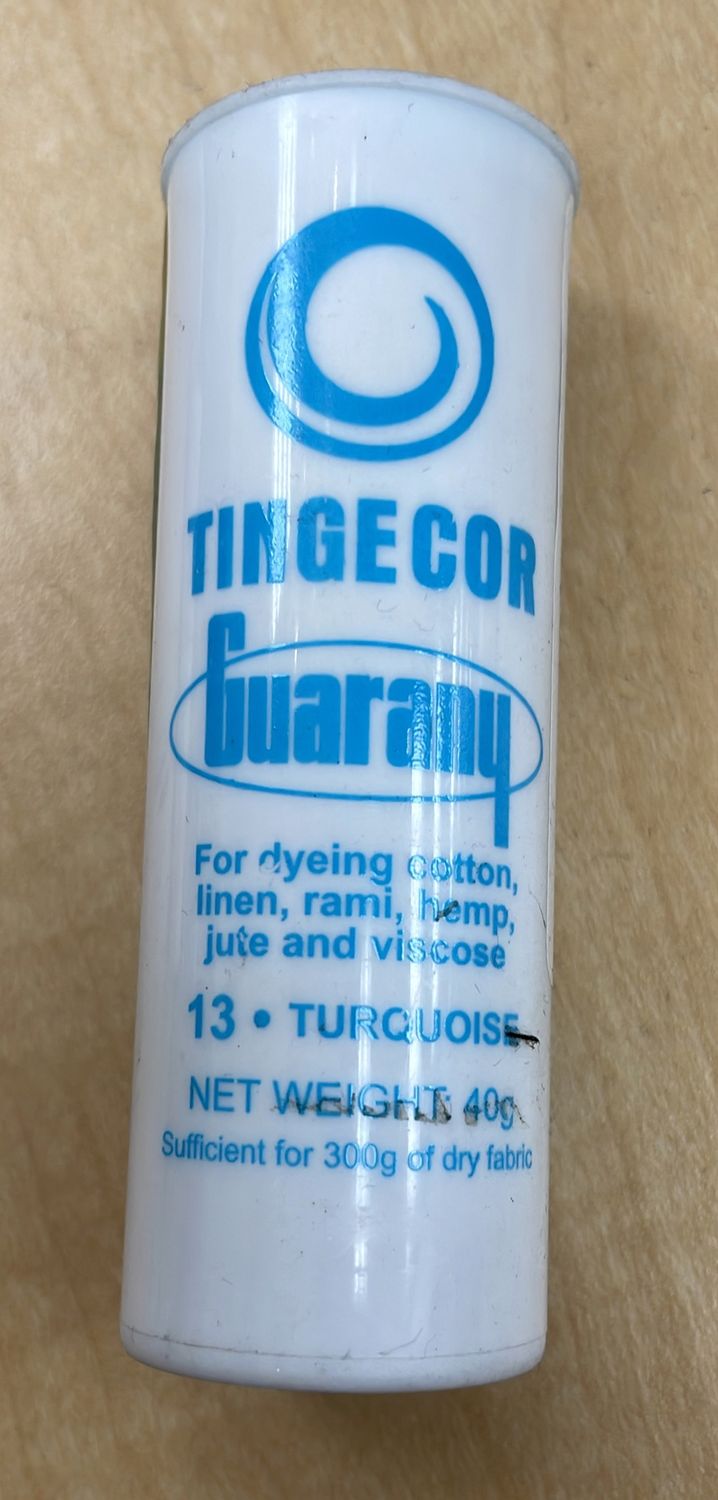 TINGECOR
Guarany
For dyeing cotton,
linen, rami, hemp,
jute and viscose
13 • TURQUOISE
NET WEIGHT: 40g
Sufficient for 300g of dry fabric